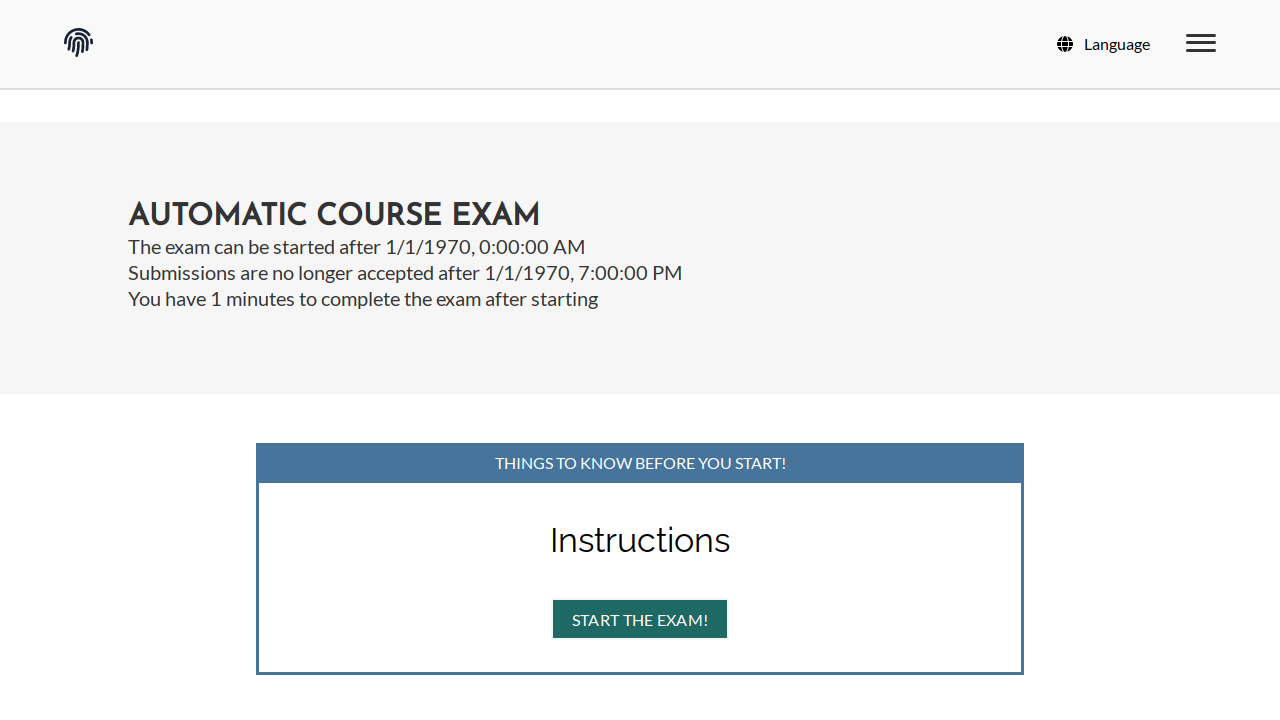 Language
AUTOMATIC COURSE EXAM
The exam can be started after 1/1/1970, 0:00:00 AM
Submissions are no longer accepted after 1/1/1970, 7:00:00 PM
You have 1 minutes to complete the exam after starting
THINGS TO KNOW BEFORE YOU START!
Instructions
START THE EXAM!